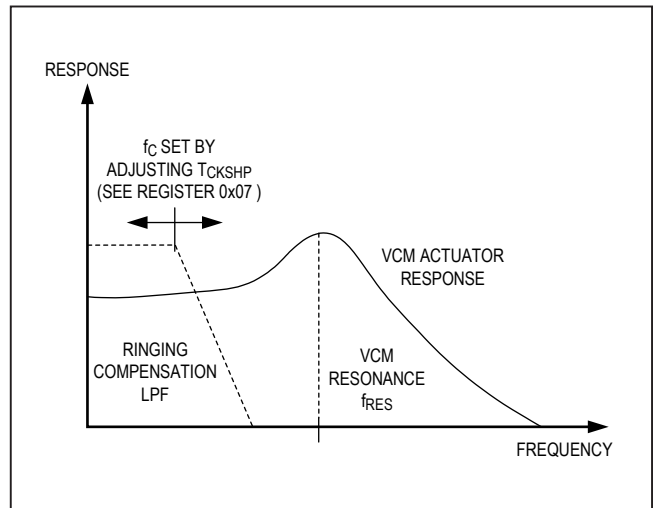 RESPONSE
fC SET BY
ADJUSTING TCKSHP
(SEE REGISTER 0x07 )
VCM ACTUATOR
RESPONSE
RINGING
COMPENSATION
LPF
VCM
RESONANCE
fRES
FREQUENCY